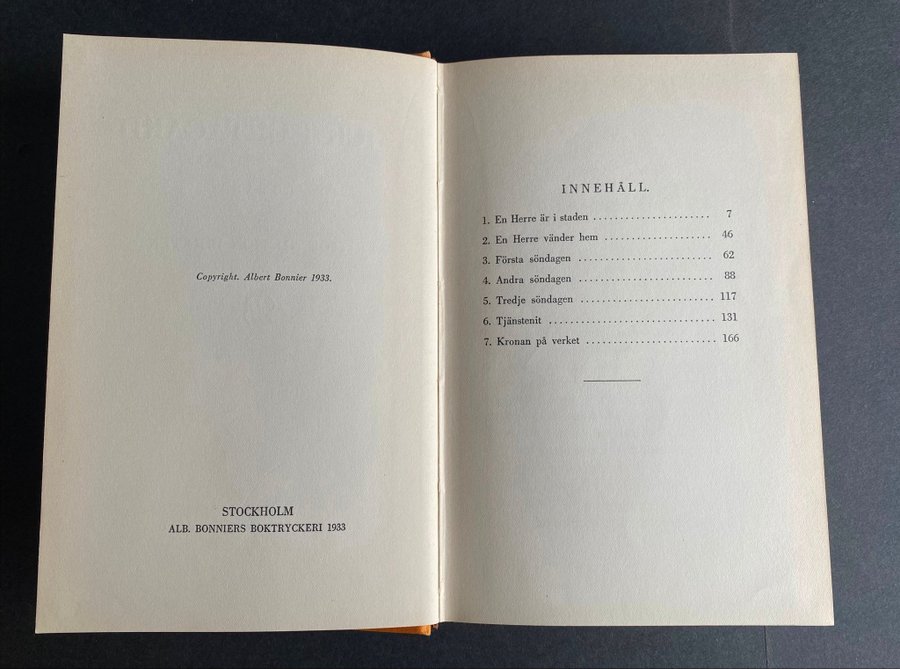 Copyright. Albert Bonnier 1933.
STOCKHOLM
ALB. BONNIERS BOKTRYCKERI 1933
INNEHÅLL.
1. En Herre är i staden ...................... 7
2. En Herre vänder hem .................... 46
3. Första söndagen ......................... 62
4. Andra söndagen ......................... 88
5. Tredje söndagen ......................... 117
6. Tjänstenit ............................... 131
7. Kronan på verket ........................ 166